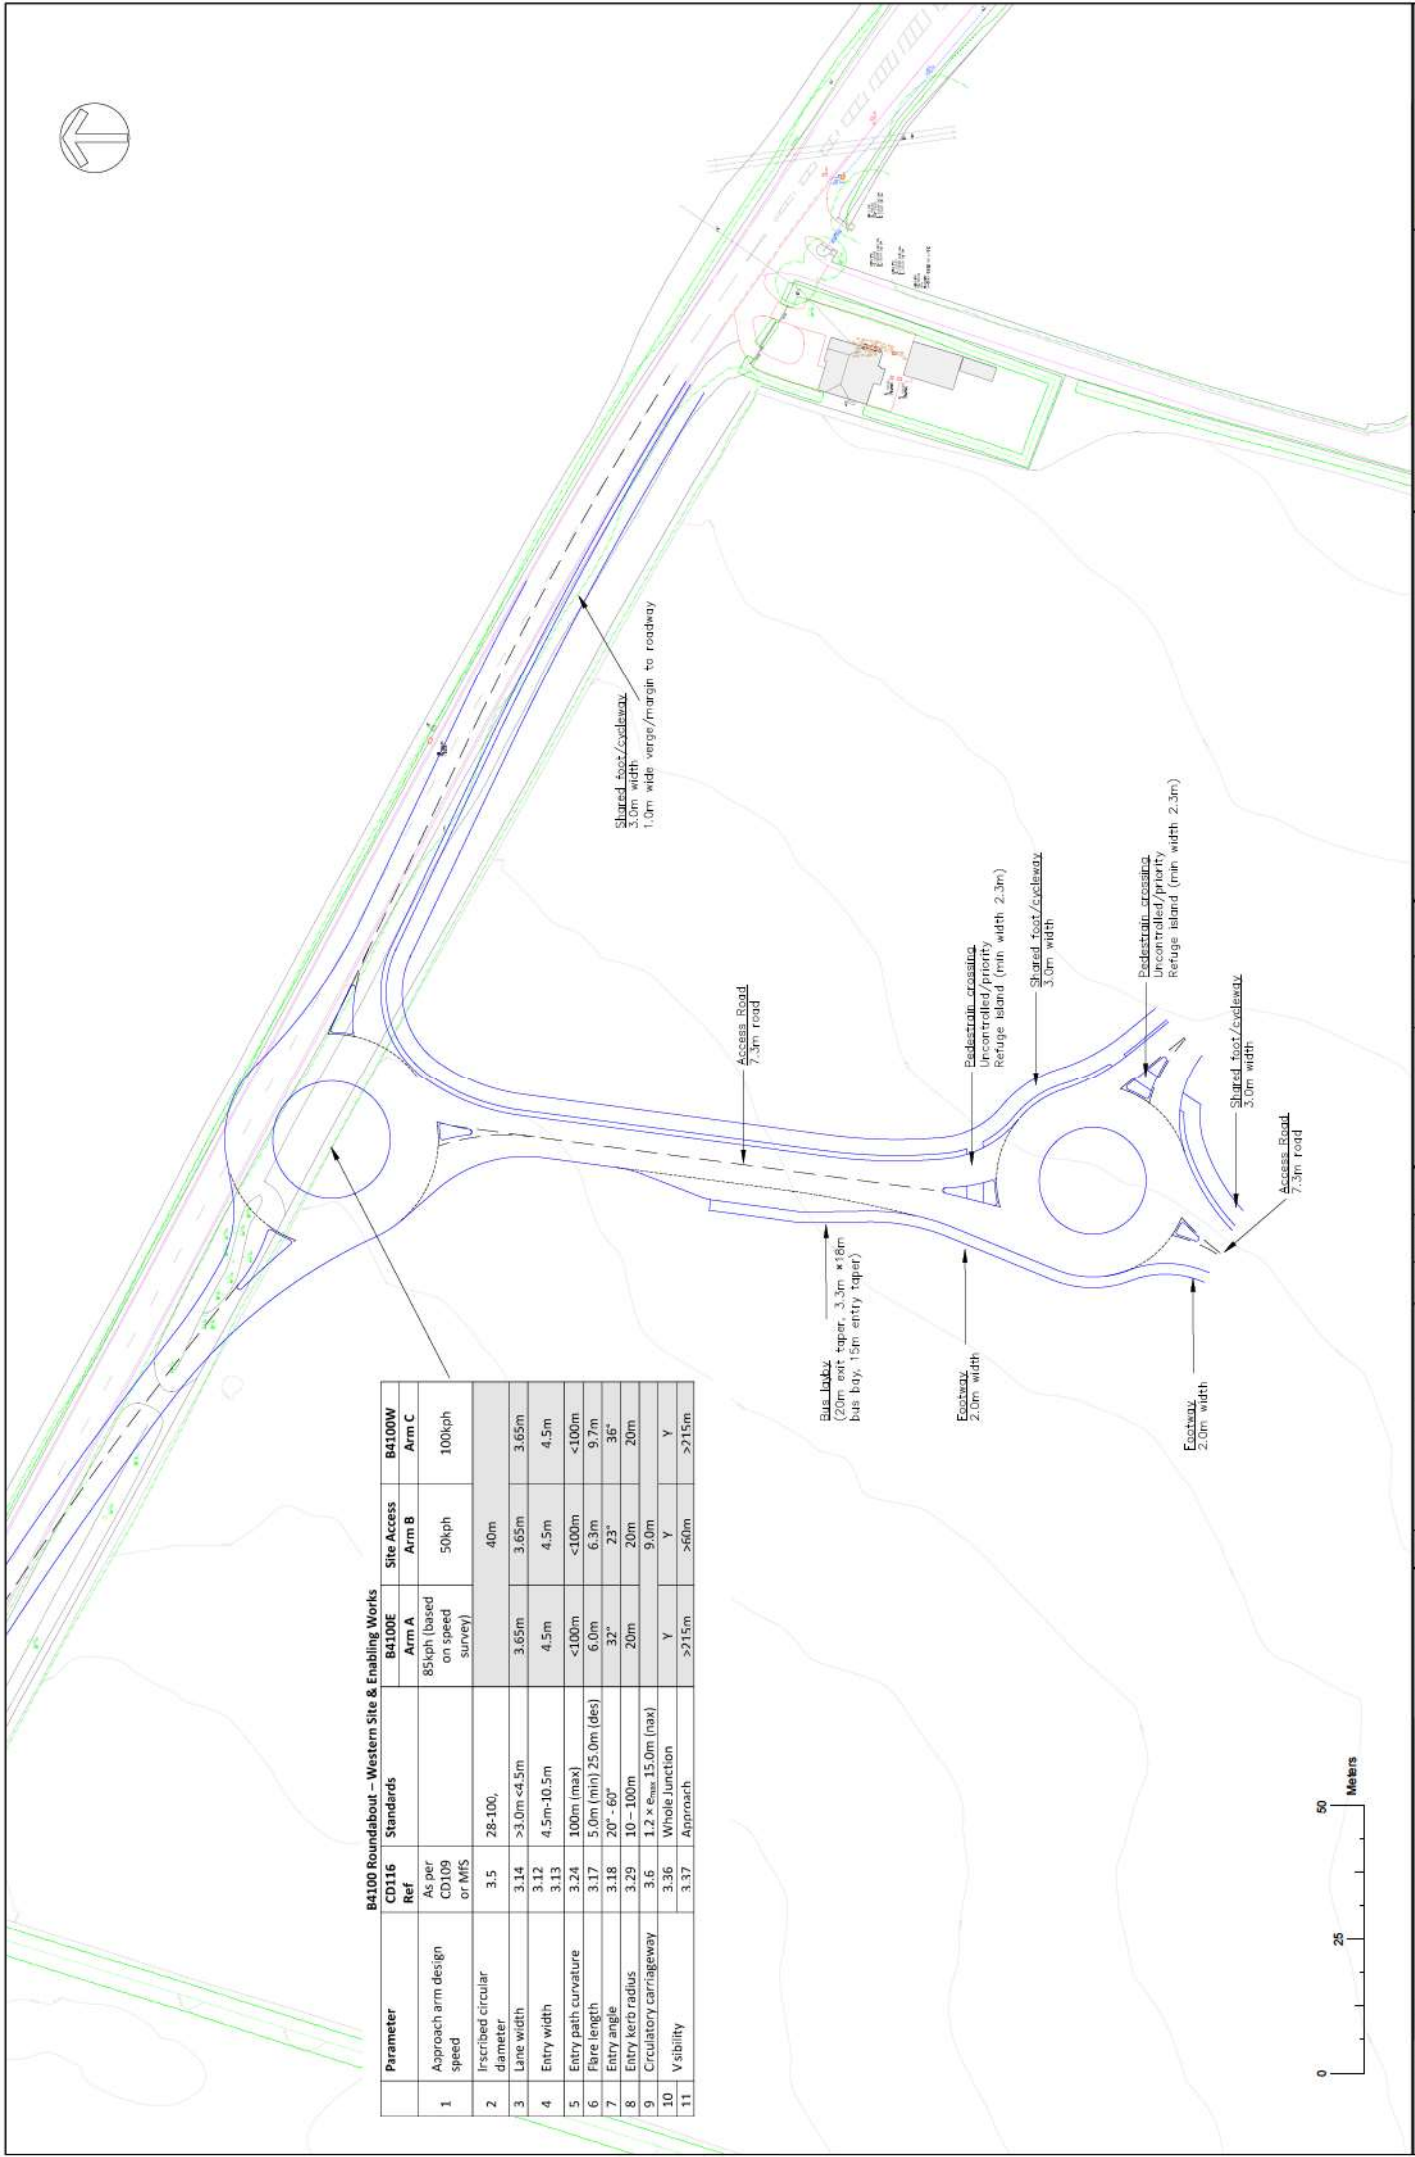 B4100 Roundabout – Western Site & Enabling Works
Parameter CD116 Ref Standards B4100E Arm A Site Access Arm B B4100W Arm C
1 Approach arm design speed As per CD109 or MfS 85kph (based on speed survey) 50kph 100kph
2 Inscribed circular diameter 3.5 28-100, 40m
3 Lane width 3.14 >3.0m <4.5m 3.65m 3.65m 3.65m
4 Entry width 3.12 3.13 4.5m-10.5m 4.5m 4.5m 4.5m
5 Entry path curvature 3.24 100m (max) <100m <100m <100m
6 Flare length 3.17 5.0m (min) 25.0m (des) 6.0m 6.3m 9.7m
7 Entry angle 3.18 20° - 60° 32° 23° 36°
8 Entry kerb radius 3.29 10 – 100m 20m 20m 20m
9 Circulatory carriageway 3.6 1.2 × emax 15.0m (nax) 9.0m
10 Visibility 3.36 Whole Junction Y Y Y
11 3.37 Approach >215m >60m >215m
Shared foot/cycleway
3.0m width
1.0m wide verge/margin to roadway
Access Road
7.3m road
Bus layby
(20m exit taper, 3.3m *18m
bus bay, 15m entry taper)
Pedestrain crossing
Uncontrolled/priority
Refuge island (min width 2.3m)
Footway
2.0m width
Shared foot/cycleway
3.0m width
Pedestrain crossing
Uncontrolled/priority
Refuge island (min width 2.3m)
Footway
2.0m width
Shared foot/cycleway
3.0m width
Access Road
7.3m road
0 25 50
Meters